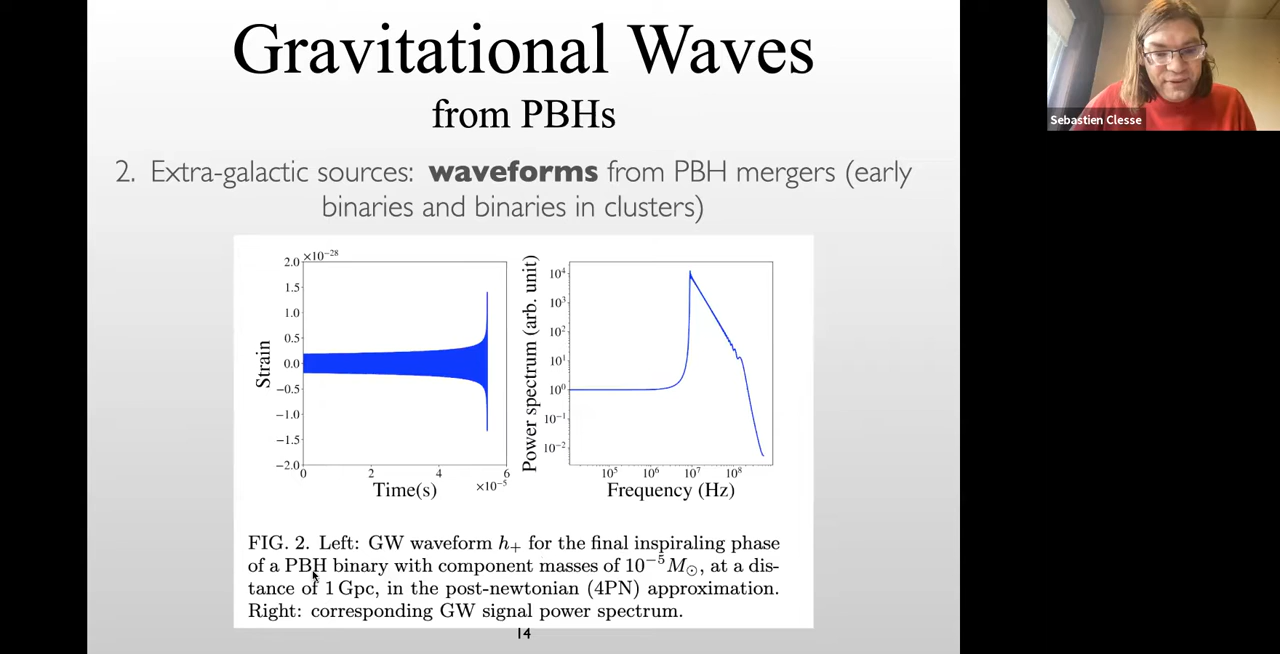 Gravitational Waves
from PBHs
Sebastien Clesse
2. Extra-galactic sources: waveforms from PBH mergers (early
binaries and binaries in clusters)
×10⁻²⁸
2.0
1.5
1.0
0.5
0.0
−0.5
−1.0
−1.5
−2.0
Strain
0 2 4 6
Time(s) ×10⁻⁵
Power spectrum (arb. unit)
10⁴
10³
10²
10¹
10⁰
10⁻¹
10⁻²
10⁵ 10⁶ 10⁷ 10⁸
Frequency (Hz)
FIG. 2. Left: GW waveform h₊ for the final inspiraling phase
of a PBH binary with component masses of 10⁻⁵M⊙, at a dis-
tance of 1 Gpc, in the post-newtonian (4PN) approximation.
Right: corresponding GW signal power spectrum.
14